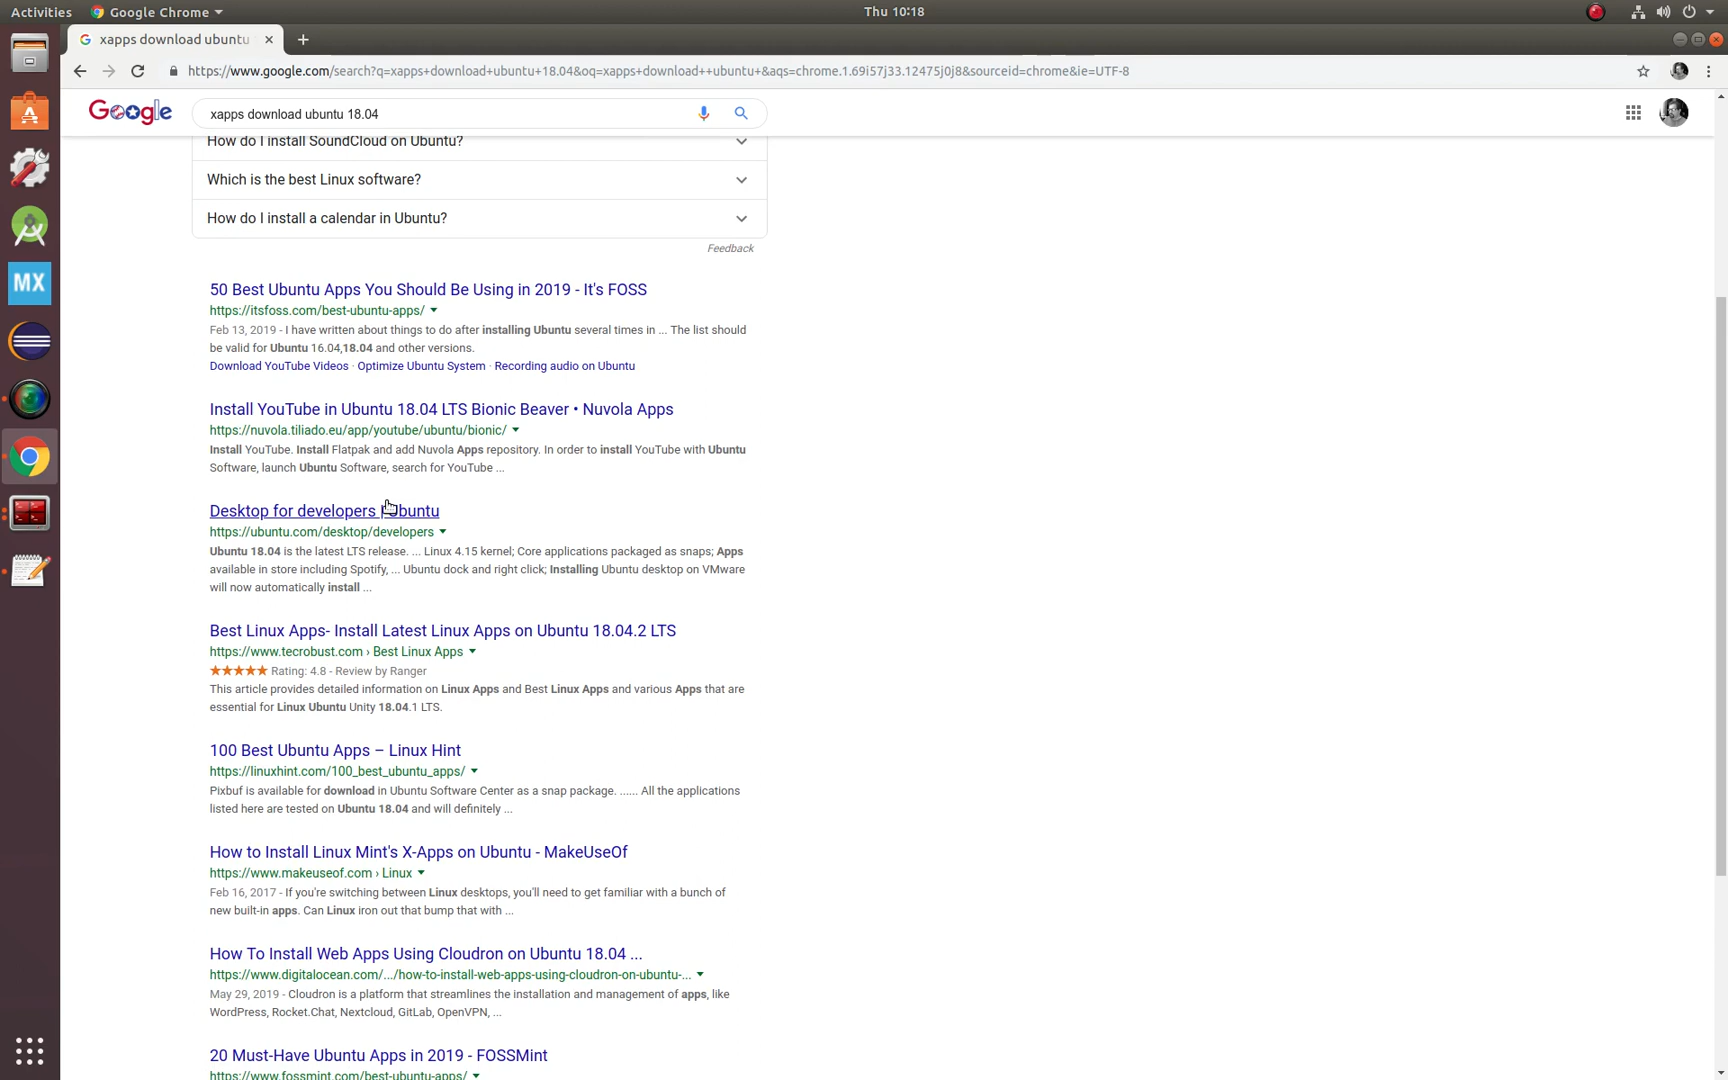 Activities
Google Chrome
Thu 10:18
xapps download ubuntu
https://www.google.com/search?q=xapps+download+ubuntu+18.04&oq=xapps+download++ubuntu+&aqs=chrome.1.69i57j33.12475j0j8&sourceid=chrome&ie=UTF-8
Google
xapps download ubuntu 18.04
How do I install SoundCloud on Ubuntu?
Which is the best Linux software?
How do I install a calendar in Ubuntu?
Feedback
50 Best Ubuntu Apps You Should Be Using in 2019 - It's FOSS
https://itsfoss.com/best-ubuntu-apps/
Feb 13, 2019 - I have written about things to do after installing Ubuntu several times in ... The list should
be valid for Ubuntu 16.04,18.04 and other versions.
Download YouTube Videos · Optimize Ubuntu System · Recording audio on Ubuntu
Install YouTube in Ubuntu 18.04 LTS Bionic Beaver • Nuvola Apps
https://nuvola.tiliado.eu/app/youtube/ubuntu/bionic/
Install YouTube. Install Flatpak and add Nuvola Apps repository. In order to install YouTube with Ubuntu
Software, launch Ubuntu Software, search for YouTube ...
Desktop for developers | Ubuntu
https://ubuntu.com/desktop/developers
Ubuntu 18.04 is the latest LTS release. ... Linux 4.15 kernel; Core applications packaged as snaps; Apps
available in store including Spotify, ... Ubuntu dock and right click; Installing Ubuntu desktop on VMware
will now automatically install ...
Best Linux Apps- Install Latest Linux Apps on Ubuntu 18.04.2 LTS
https://www.tecrobust.com › Best Linux Apps
Rating: 4.8 - Review by Ranger
This article provides detailed information on Linux Apps and Best Linux Apps and various Apps that are
essential for Linux Ubuntu Unity 18.04.1 LTS.
100 Best Ubuntu Apps – Linux Hint
https://linuxhint.com/100_best_ubuntu_apps/
Pixbuf is available for download in Ubuntu Software Center as a snap package. ...... All the applications
listed here are tested on Ubuntu 18.04 and will definitely ...
How to Install Linux Mint's X-Apps on Ubuntu - MakeUseOf
https://www.makeuseof.com › Linux
Feb 16, 2017 - If you're switching between Linux desktops, you'll need to get familiar with a bunch of
new built-in apps. Can Linux iron out that bump that with ...
How To Install Web Apps Using Cloudron on Ubuntu 18.04 ...
https://www.digitalocean.com/.../how-to-install-web-apps-using-cloudron-on-ubuntu-...
May 29, 2019 - Cloudron is a platform that streamlines the installation and management of apps, like
WordPress, Rocket.Chat, Nextcloud, GitLab, OpenVPN, ...
20 Must-Have Ubuntu Apps in 2019 - FOSSMint
https://www.fossmint.com/best-ubuntu-apps/
MX